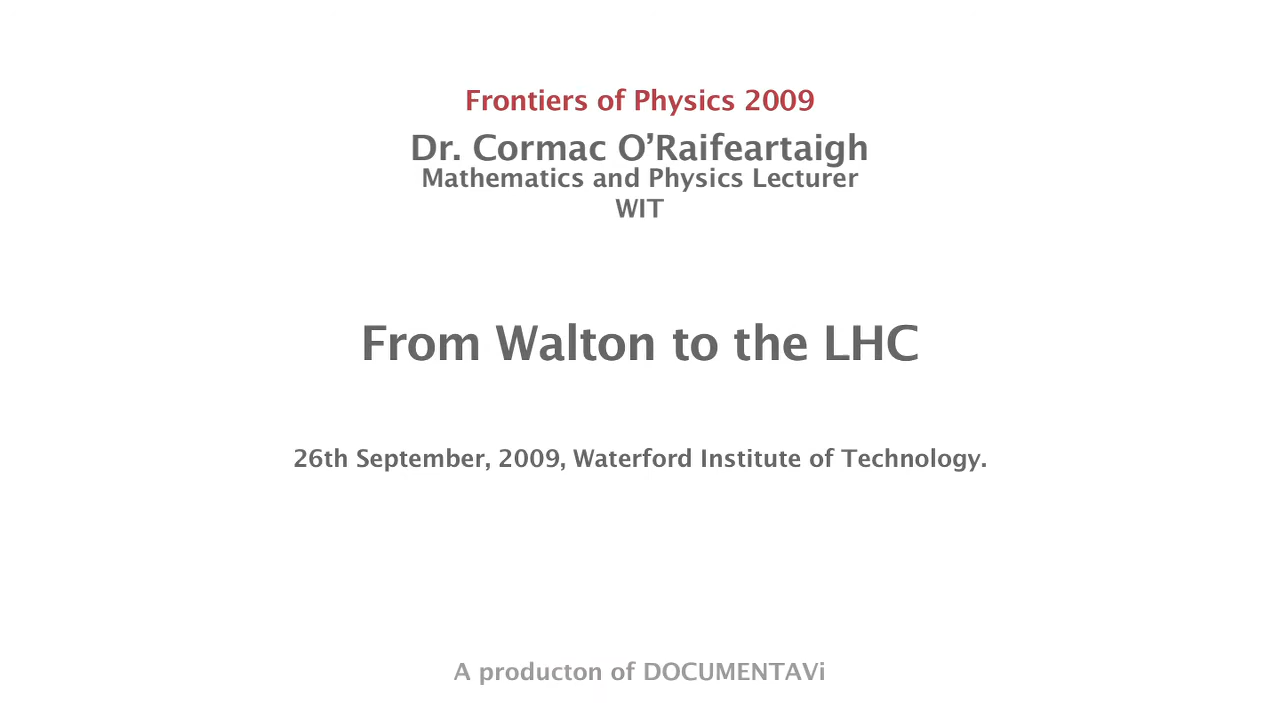 Frontiers of Physics 2009
Dr. Cormac O’Raifeartaigh
Mathematics and Physics Lecturer
WIT
From Walton to the LHC
26th September, 2009, Waterford Institute of Technology.
A producton of DOCUMENTAVi